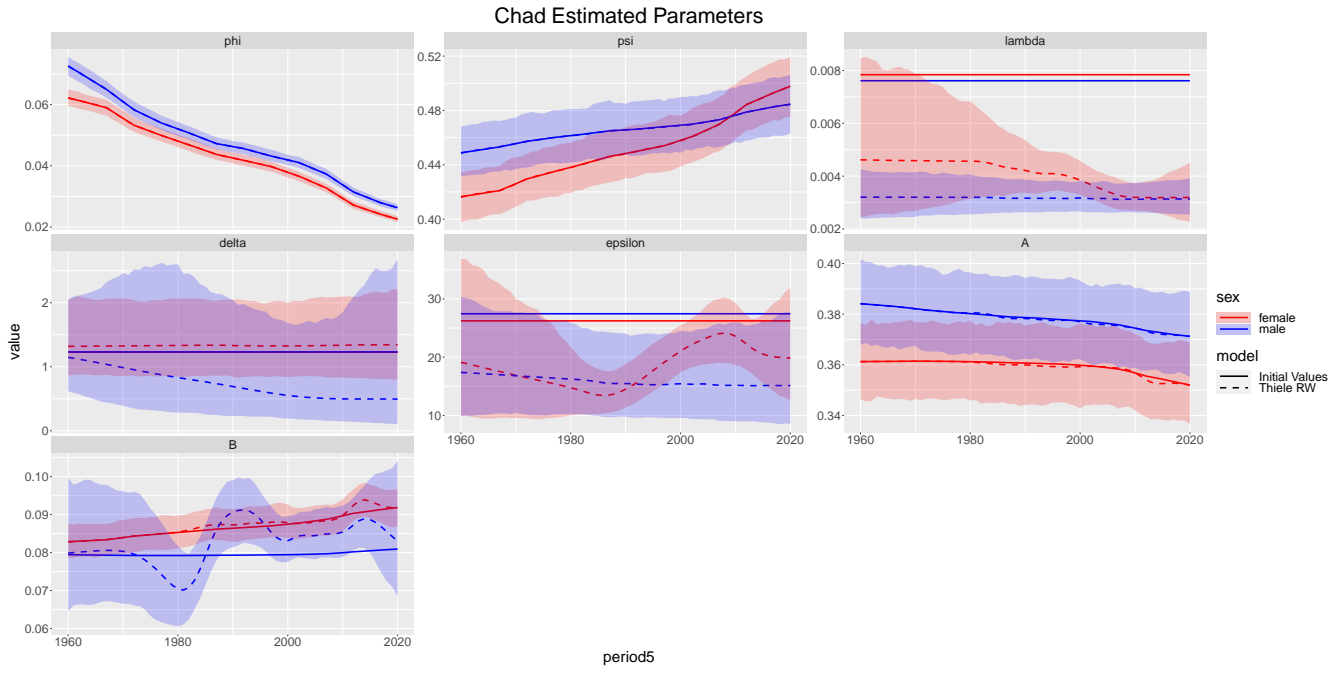 Chad Estimated Parameters
phi
psi
lambda
0.06
0.04
0.02
0.52
0.48
0.44
0.40
0.008
0.006
0.004
0.002
delta
epsilon
A
2
1
0
30
20
10
0.40
0.38
0.36
0.34
1960
1980
2000
2020
1960
1980
2000
2020
B
0.10
0.09
0.08
0.07
0.06
1960
1980
2000
2020
value
period5
sex
female
male
model
Initial Values
Thiele RW